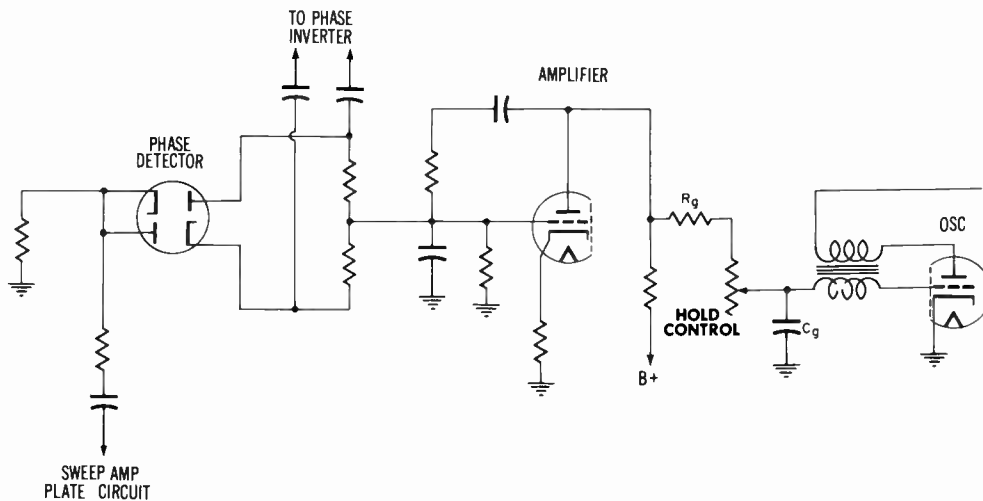 TO PHASE
INVERTER
AMPLIFIER
PHASE
DETECTOR
Rg
OSC
HOLD
CONTROL
Cg
B+
SWEEP AMP
PLATE CIRCUIT